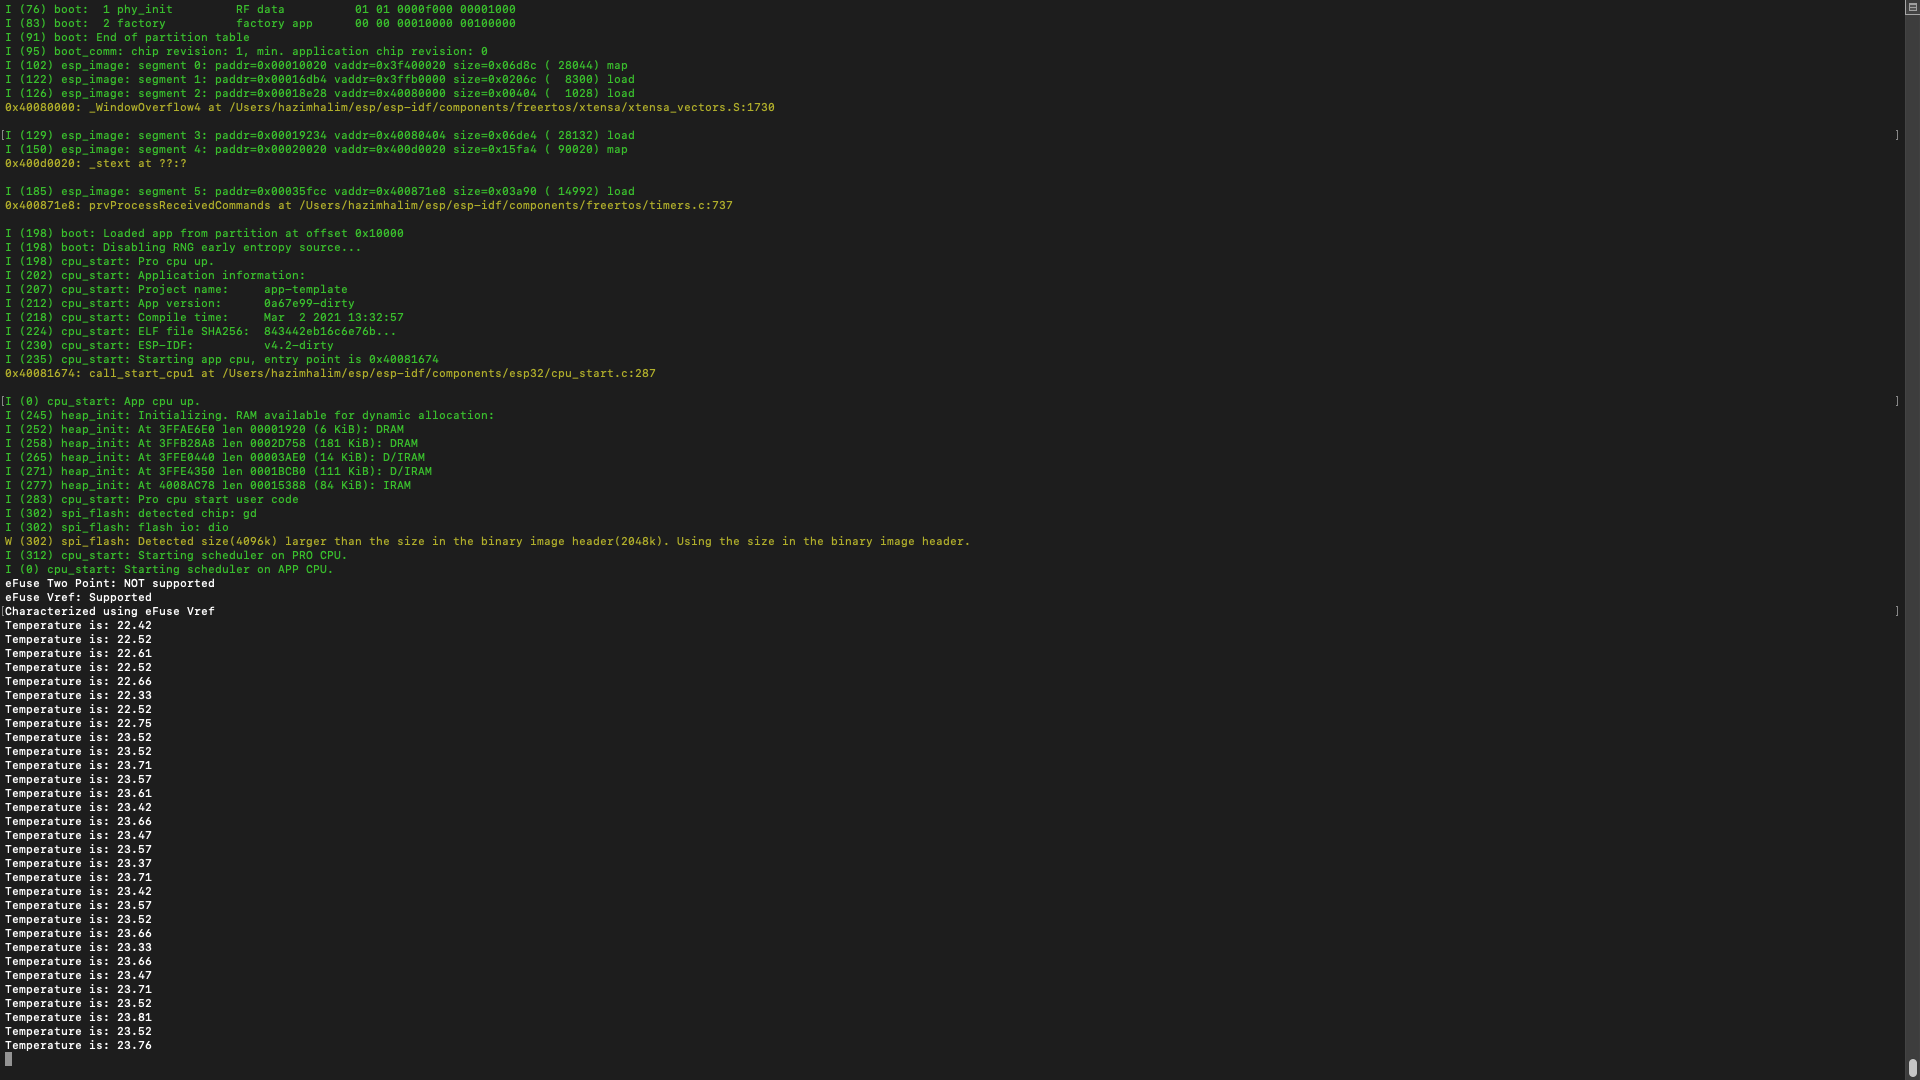 I (76) boot:  1 phy_init         RF data          01 01 0000f000 00001000
I (83) boot:  2 factory          factory app      00 00 00010000 00100000
I (91) boot: End of partition table
I (95) boot_comm: chip revision: 1, min. application chip revision: 0
I (102) esp_image: segment 0: paddr=0x00010020 vaddr=0x3f400020 size=0x06d8c ( 28044) map
I (122) esp_image: segment 1: paddr=0x00016db4 vaddr=0x3ffb0000 size=0x0206c (  8300) load
I (126) esp_image: segment 2: paddr=0x00018e28 vaddr=0x40080000 size=0x00404 (  1028) load
0x40080000: _WindowOverflow4 at /Users/hazimhalim/esp/esp-idf/components/freertos/xtensa/xtensa_vectors.S:1730
[I (129) esp_image: segment 3: paddr=0x00019234 vaddr=0x40080404 size=0x06de4 ( 28132) load ]
I (150) esp_image: segment 4: paddr=0x00020020 vaddr=0x400d0020 size=0x15fa4 ( 90020) map
0x400d0020: _stext at ??:?
I (185) esp_image: segment 5: paddr=0x00035fcc vaddr=0x400871e8 size=0x03a90 ( 14992) load
0x400871e8: prvProcessReceivedCommands at /Users/hazimhalim/esp/esp-idf/components/freertos/timers.c:737
I (198) boot: Loaded app from partition at offset 0x10000
I (198) boot: Disabling RNG early entropy source...
I (198) cpu_start: Pro cpu up.
I (202) cpu_start: Application information:
I (207) cpu_start: Project name:     app-template
I (212) cpu_start: App version:      0a67e99-dirty
I (218) cpu_start: Compile time:     Mar  2 2021 13:32:57
I (224) cpu_start: ELF file SHA256:  843442eb16c6e76b...
I (230) cpu_start: ESP-IDF:          v4.2-dirty
I (235) cpu_start: Starting app cpu, entry point is 0x40081674
0x40081674: call_start_cpu1 at /Users/hazimhalim/esp/esp-idf/components/esp32/cpu_start.c:287
[I (0) cpu_start: App cpu up. ]
I (245) heap_init: Initializing. RAM available for dynamic allocation:
I (252) heap_init: At 3FFAE6E0 len 00001920 (6 KiB): DRAM
I (258) heap_init: At 3FFB28A8 len 0002D758 (181 KiB): DRAM
I (265) heap_init: At 3FFE0440 len 00003AE0 (14 KiB): D/IRAM
I (271) heap_init: At 3FFE4350 len 0001BCB0 (111 KiB): D/IRAM
I (277) heap_init: At 4008AC78 len 00015388 (84 KiB): IRAM
I (283) cpu_start: Pro cpu start user code
I (302) spi_flash: detected chip: gd
I (302) spi_flash: flash io: dio
W (302) spi_flash: Detected size(4096k) larger than the size in the binary image header(2048k). Using the size in the binary image header.
I (312) cpu_start: Starting scheduler on PRO CPU.
I (0) cpu_start: Starting scheduler on APP CPU.
eFuse Two Point: NOT supported
eFuse Vref: Supported
[Characterized using eFuse Vref ]
Temperature is: 22.42
Temperature is: 22.52
Temperature is: 22.61
Temperature is: 22.52
Temperature is: 22.66
Temperature is: 22.33
Temperature is: 22.52
Temperature is: 22.75
Temperature is: 23.52
Temperature is: 23.52
Temperature is: 23.71
Temperature is: 23.57
Temperature is: 23.61
Temperature is: 23.42
Temperature is: 23.66
Temperature is: 23.47
Temperature is: 23.57
Temperature is: 23.37
Temperature is: 23.71
Temperature is: 23.42
Temperature is: 23.57
Temperature is: 23.52
Temperature is: 23.66
Temperature is: 23.33
Temperature is: 23.66
Temperature is: 23.47
Temperature is: 23.71
Temperature is: 23.52
Temperature is: 23.81
Temperature is: 23.52
Temperature is: 23.76